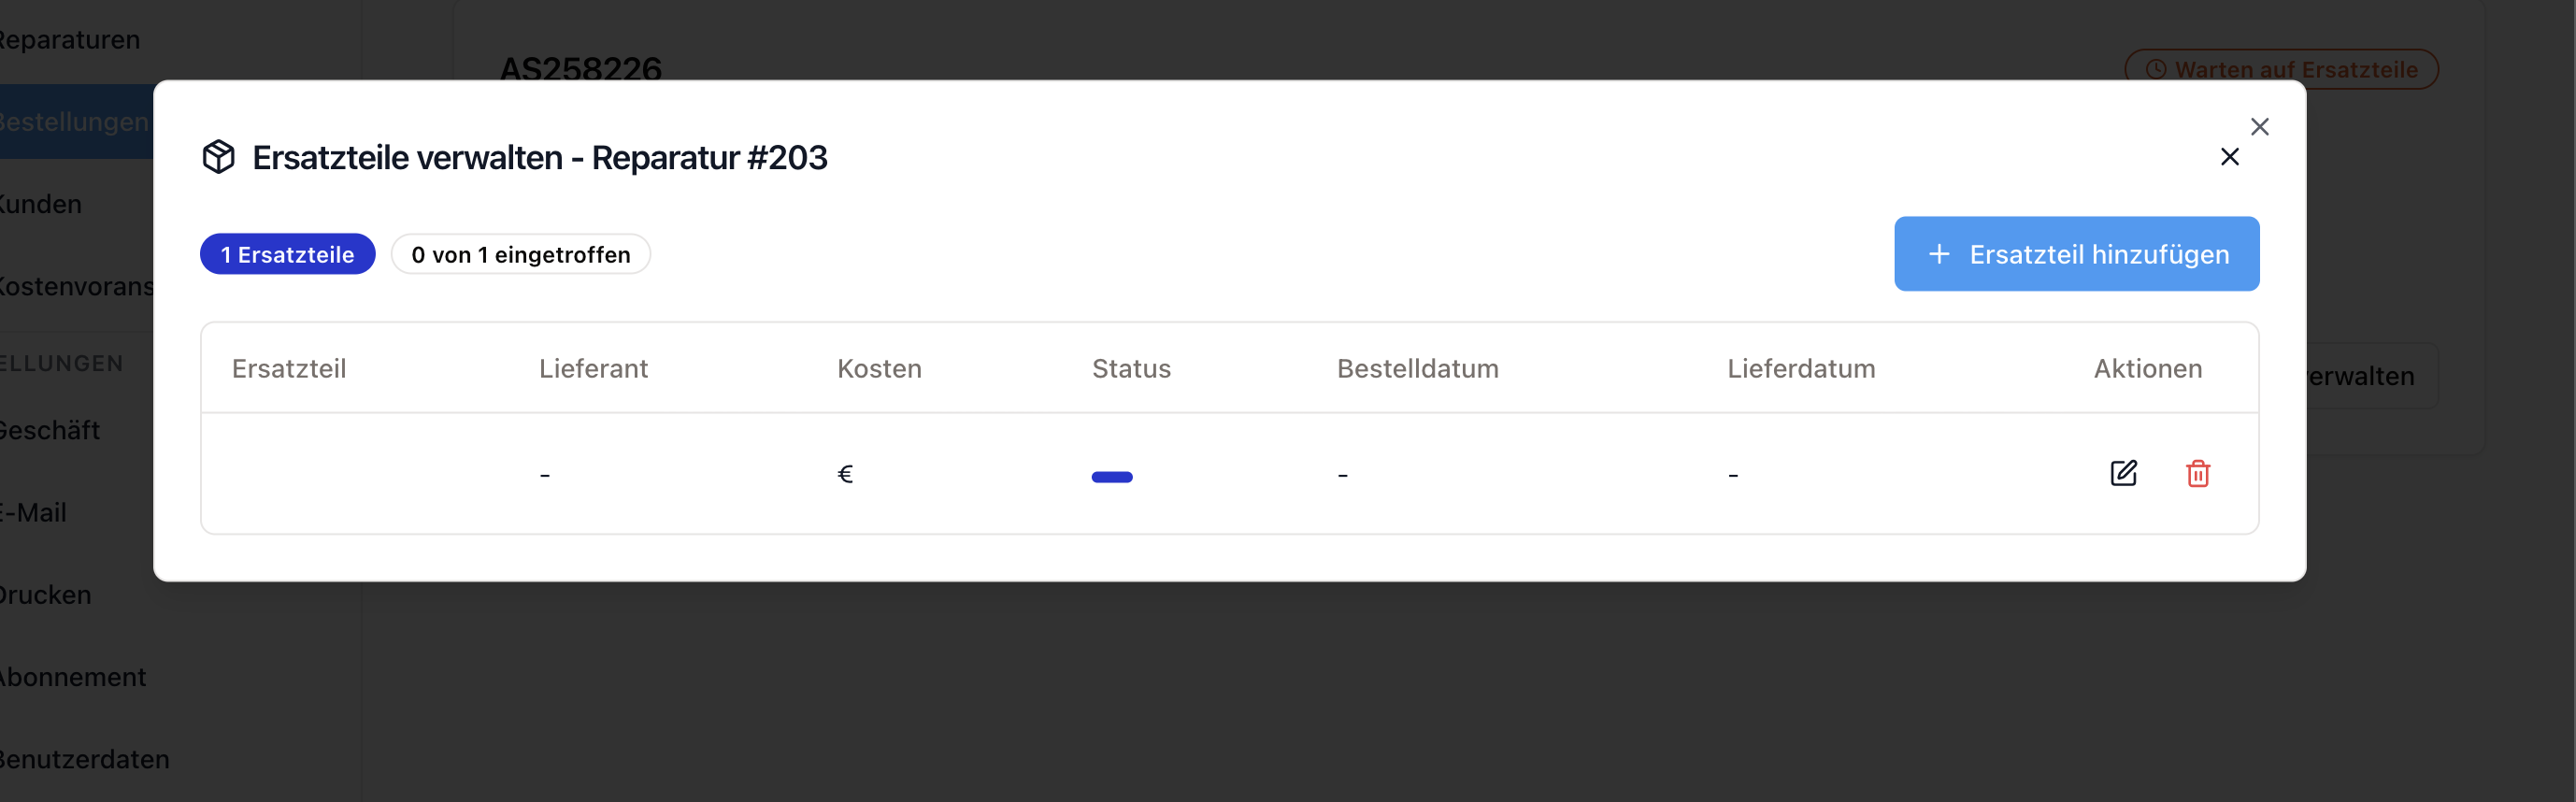 Reparaturen
AS258226
Warten auf Ersatzteile
Bestellungen
Ersatzteile verwalten - Reparatur #203
Kunden
1 Ersatzteile
0 von 1 eingetroffen
+ Ersatzteil hinzufügen
Kostenvorans
ELLUNGEN
Ersatzteil Lieferant Kosten Status Bestelldatum Lieferdatum Aktionen
verwalten
Geschäft
- € - -
E-Mail
Drucken
Abonnement
Benutzerdaten